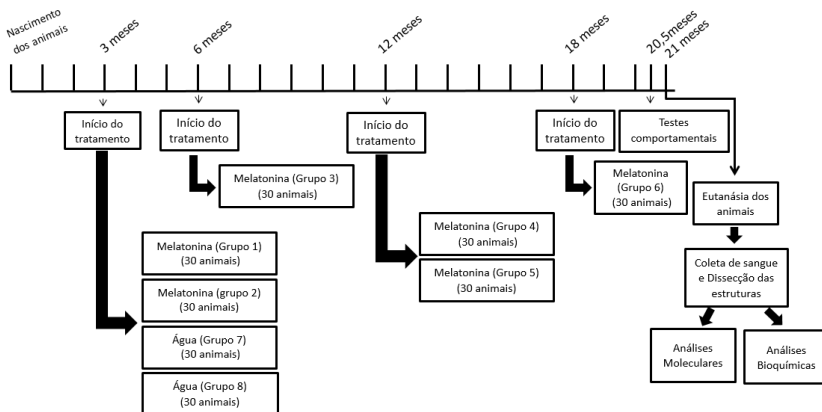 Nascimento
dos animais
3 meses
6 meses
12 meses
18 meses
20,5meses
21 meses
Início do
tratamento
Início do
tratamento
Início do
tratamento
Início do
tratamento
Testes
comportamentais
Melatonina (Grupo 3)
(30 animais)
Melatonina
(Grupo 6)
(30 animais)
Eutanásia dos
animais
Melatonina (Grupo 1)
(30 animais)
Melatonina (grupo 2)
(30 animais)
Água (Grupo 7)
(30 animais)
Água (Grupo 8)
(30 animais)
Melatonina (Grupo 4)
(30 animais)
Melatonina (Grupo 5)
(30 animais)
Coleta de sangue
e Dissecção das
estruturas
Análises
Moleculares
Análises
Bioquímicas